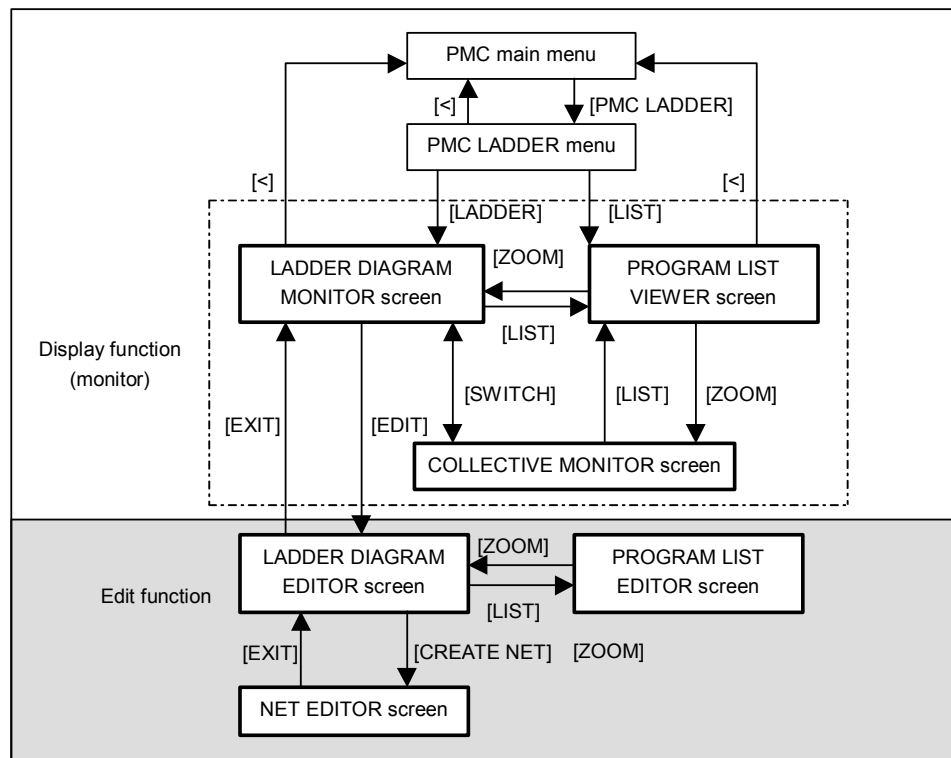 PMC main menu
[<]
[PMC LADDER]
PMC LADDER menu
[<]
[<]
[LADDER]
[LIST]
LADDER DIAGRAM
MONITOR screen
[ZOOM]
PROGRAM LIST
VIEWER screen
[LIST]
Display function
(monitor)
[SWITCH]
[LIST]
[ZOOM]
[EXIT]
[EDIT]
COLLECTIVE MONITOR screen
LADDER DIAGRAM
EDITOR screen
[ZOOM]
PROGRAM LIST
EDITOR screen
Edit function
[LIST]
[EXIT]
[CREATE NET]
[ZOOM]
NET EDITOR screen